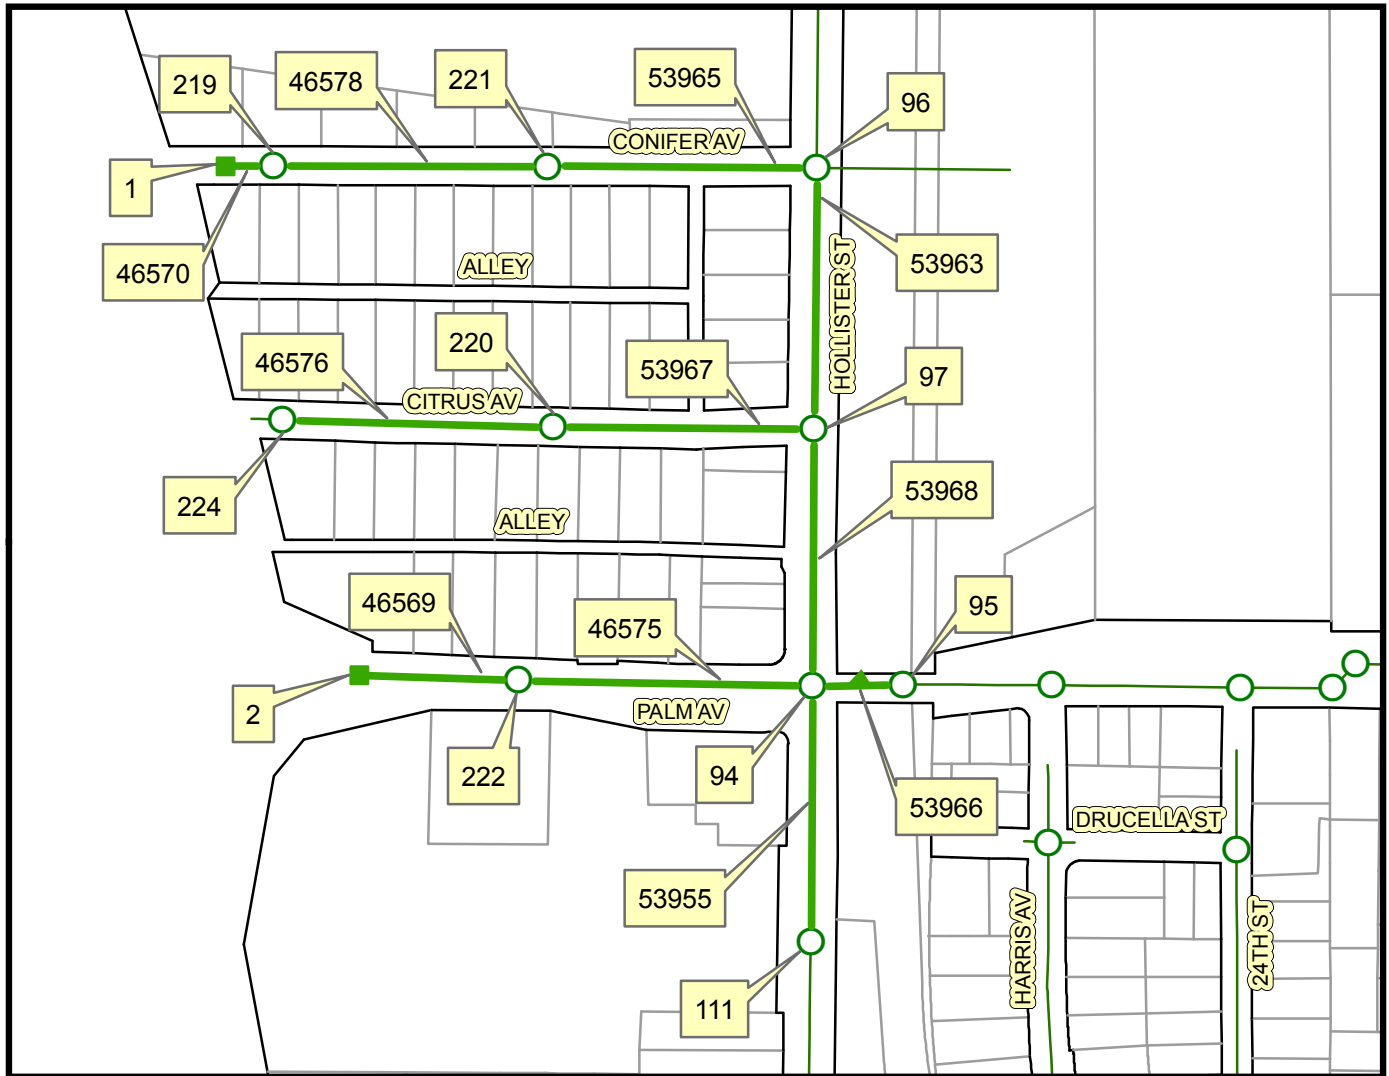 219
46578
221
53965
96
CONIFER AV
1
46570
ALLEY
53963
HOLLISTER ST
46576
220
53967
97
CITRUS AV
224
53968
ALLEY
46569
46575
95
2
PALM AV
222
94
53966
DRUCELLA ST
53955
HARRIS AV
24TH ST
111